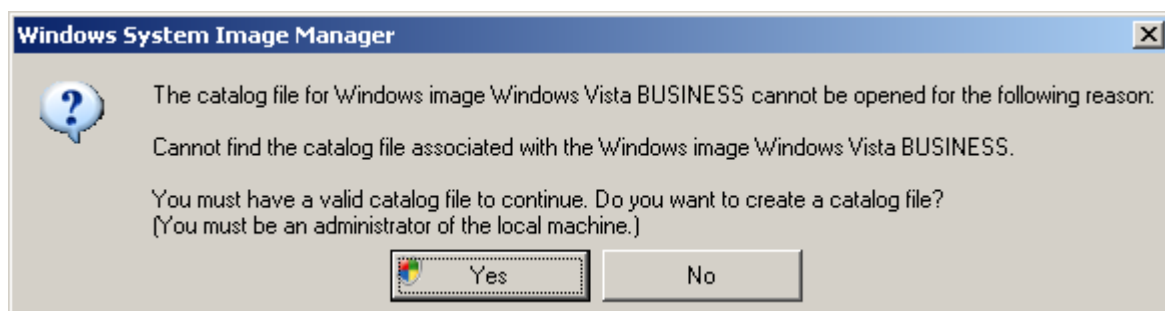 Windows System Image Manager
The catalog file for Windows image Windows Vista BUSINESS cannot be opened for the following reason:
Cannot find the catalog file associated with the Windows image Windows Vista BUSINESS.
You must have a valid catalog file to continue. Do you want to create a catalog file?
(You must be an administrator of the local machine.)
Yes No